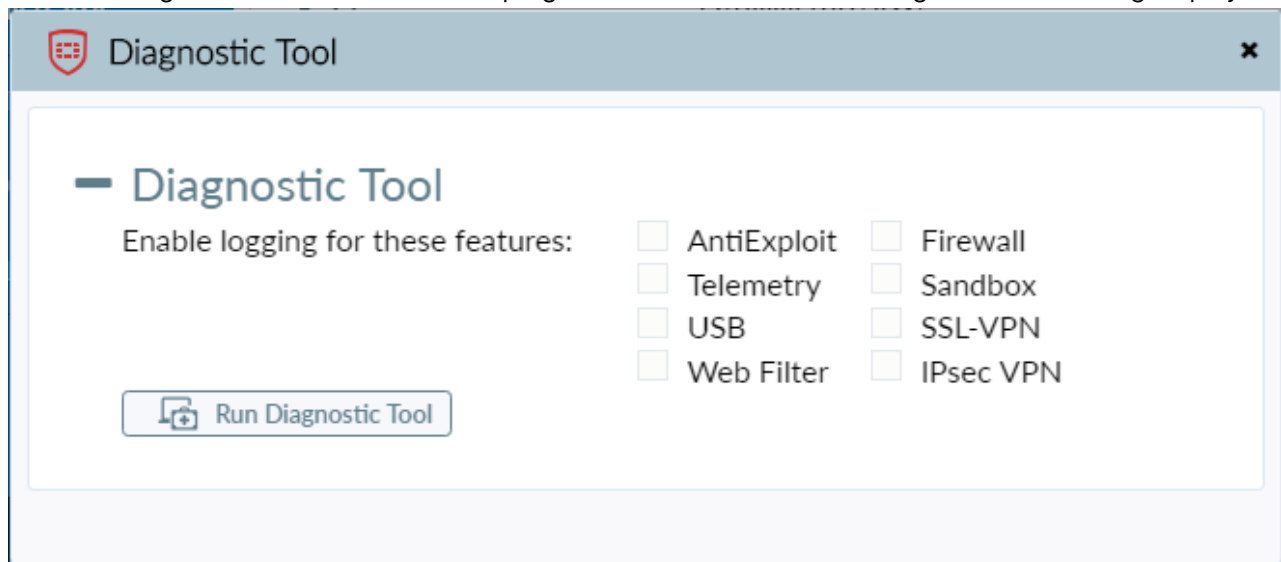 Diagnostic Tool
Diagnostic Tool
Enable logging for these features:
AntiExploit Firewall
Telemetry Sandbox
USB SSL-VPN
Web Filter IPsec VPN
Run Diagnostic Tool